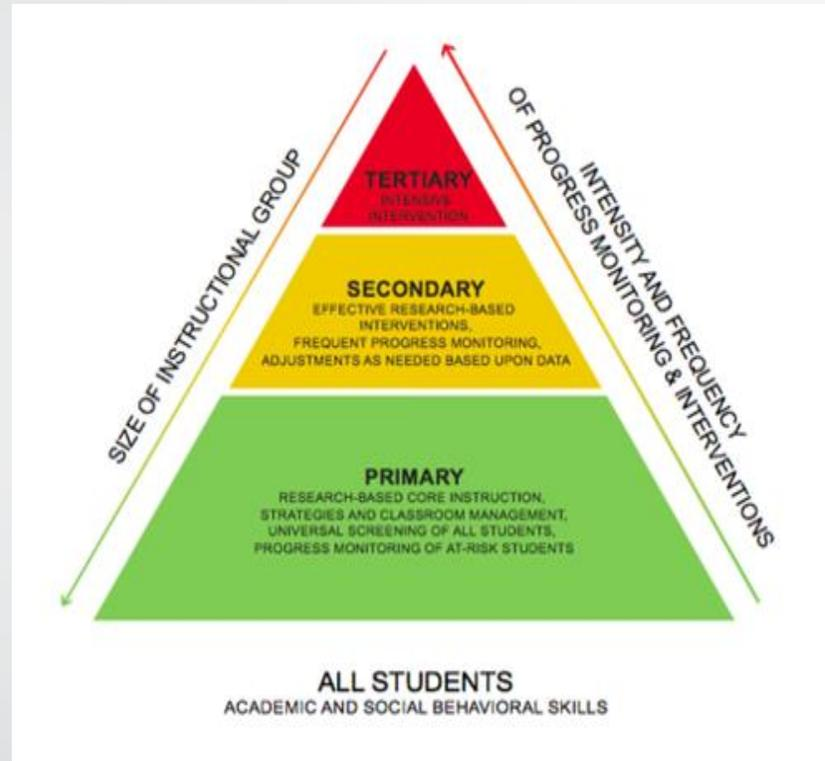 TERTIARY
INTENSIVE
INTERVENTION
SECONDARY
EFFECTIVE RESEARCH-BASED
INTERVENTIONS,
FREQUENT PROGRESS MONITORING,
ADJUSTMENTS AS NEEDED BASED UPON DATA
PRIMARY
RESEARCH-BASED CORE INSTRUCTION,
STRATEGIES AND CLASSROOM MANAGEMENT,
UNIVERSAL SCREENING OF ALL STUDENTS,
PROGRESS MONITORING OF AT-RISK STUDENTS
SIZE OF INSTRUCTIONAL GROUP
INTENSITY AND FREQUENCY
OF PROGRESS MONITORING & INTERVENTIONS
ALL STUDENTS
ACADEMIC AND SOCIAL BEHAVIORAL SKILLS